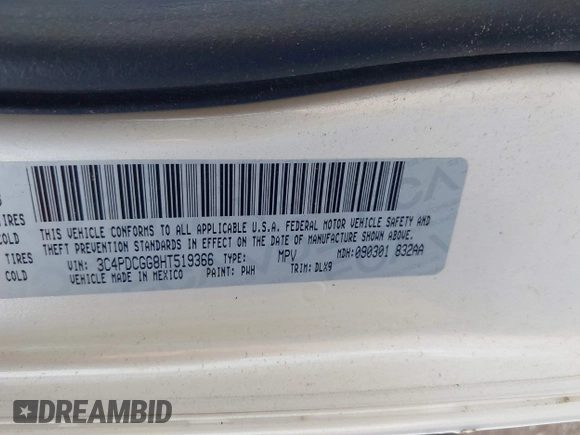 IRES
COLD
TIRES
COLD
THIS VEHICLE CONFORMS TO ALL APPLICABLE U.S.A. FEDERAL MOTOR VEHICLE SAFETY AND
THEFT PREVENTION STANDARDS IN EFFECT ON THE DATE OF MANUFACTURE SHOWN ABOVE.
VIN: 3C4PDCGG8HT519366 TYPE: MPV MDH: 090301 832AA
VEHICLE MADE IN MEXICO PAINT: PWH TRIM: DLX9
DREAMBID